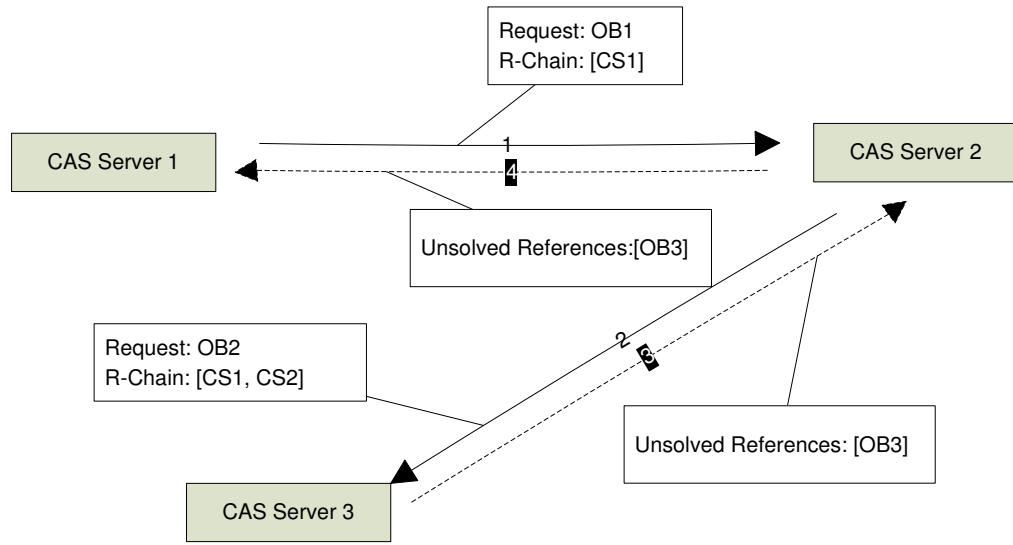 Request: OB1
R-Chain: [CS1]
CAS Server 1
1
CAS Server 2
4
Unsolved References:[OB3]
Request: OB2
R-Chain: [CS1, CS2]
2
3
Unsolved References: [OB3]
CAS Server 3